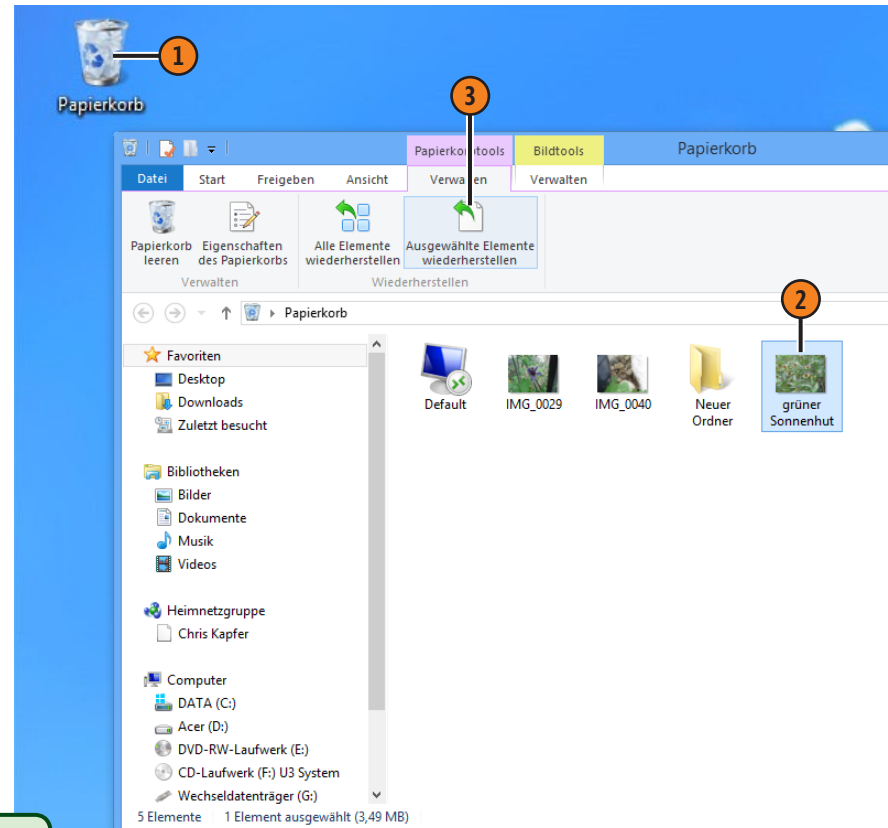 1
Papierkorb
3
Papierkorbtools Bildtools Papierkorb
Datei Start Freigeben Ansicht Verwalten Verwalten
Papierkorb leeren
Eigenschaften des Papierkorbs
Alle Elemente wiederherstellen
Ausgewählte Elemente wiederherstellen
Verwalten Wiederherstellen
2
Papierkorb
Favoriten
Desktop
Downloads
Zuletzt besucht
Bibliotheken
Bilder
Dokumente
Musik
Videos
Heimnetzgruppe
Chris Kapfer
Computer
DATA (C:)
Acer (D:)
DVD-RW-Laufwerk (E:)
CD-Laufwerk (F:) U3 System
Wechseldatenträger (G:)
Default
IMG_0029
IMG_0040
Neuer
Ordner
grüner
Sonnenhut
5 Elemente 1 Element ausgewählt (3,49 MB)